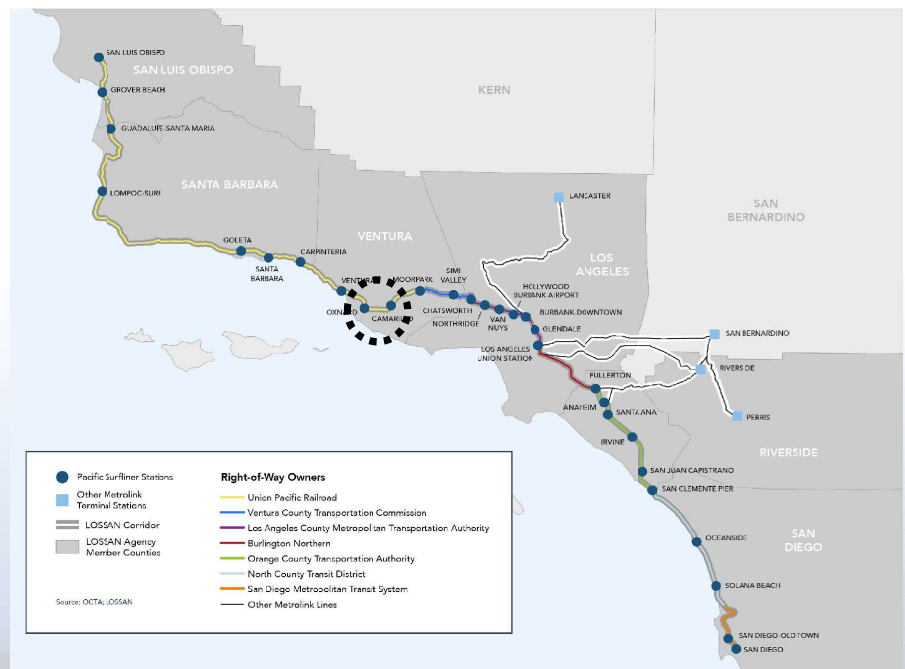 SAN LUIS OBISPO
SAN LUIS OBISPO
GROVER BEACH
KERN
GUADALUPE-SANTA MARIA
SANTA BARBARA
LOMPOC-SURF
LANCASTER
SAN
BERNARDINO
VENTURA
GOLETA
SANTA
BARBARA
CARPINTERIA
LOS
ANGELES
VENTURA
MOORPARK
SIMI
VALLEY
HOLLYWOOD
BURBANK AIRPORT
OXNARD
CAMARILLO
CHATSWORTH
NORTHRIDGE
VAN
NUYS
BURBANK-DOWNTOWN
GLENDALE
LOS ANGELES
UNION STATION
SAN BERNARDINO
RIVERSIDE
FULLERTON
ANAHEIM
SANTA ANA
PERRIS
IRVINE
RIVERSIDE
SAN JUAN CAPISTRANO
SAN CLEMENTE PIER
SAN
DIEGO
OCEANSIDE
SOLANA BEACH
SAN DIEGO-OLD TOWN
SAN DIEGO
Pacific Surfliner Stations
Other Metrolink
Terminal Stations
LOSSAN Corridor
LOSSAN Agency
Member Counties
Source: OCTA; LOSSAN
Right-of-Way Owners
Union Pacific Railroad
Ventura County Transportation Commission
Los Angeles County Metropolitan Transportation Authority
Burlington Northern
Orange County Transportation Authority
North County Transit District
San Diego Metropolitan Transit System
Other Metrolink Lines